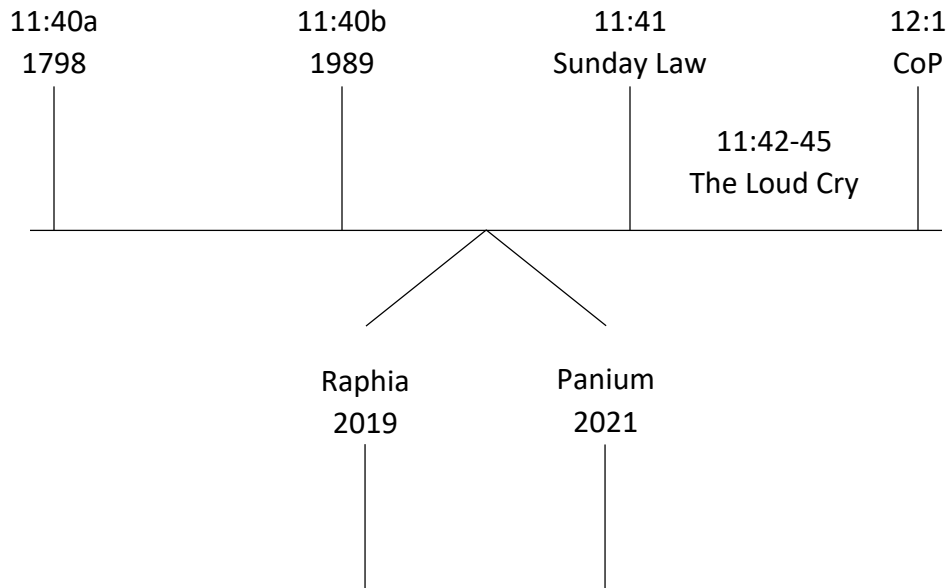 11:40a
1798
11:40b
1989
11:41
Sunday Law
12:1
CoP
11:42-45
The Loud Cry
Raphia
2019
Panium
2021